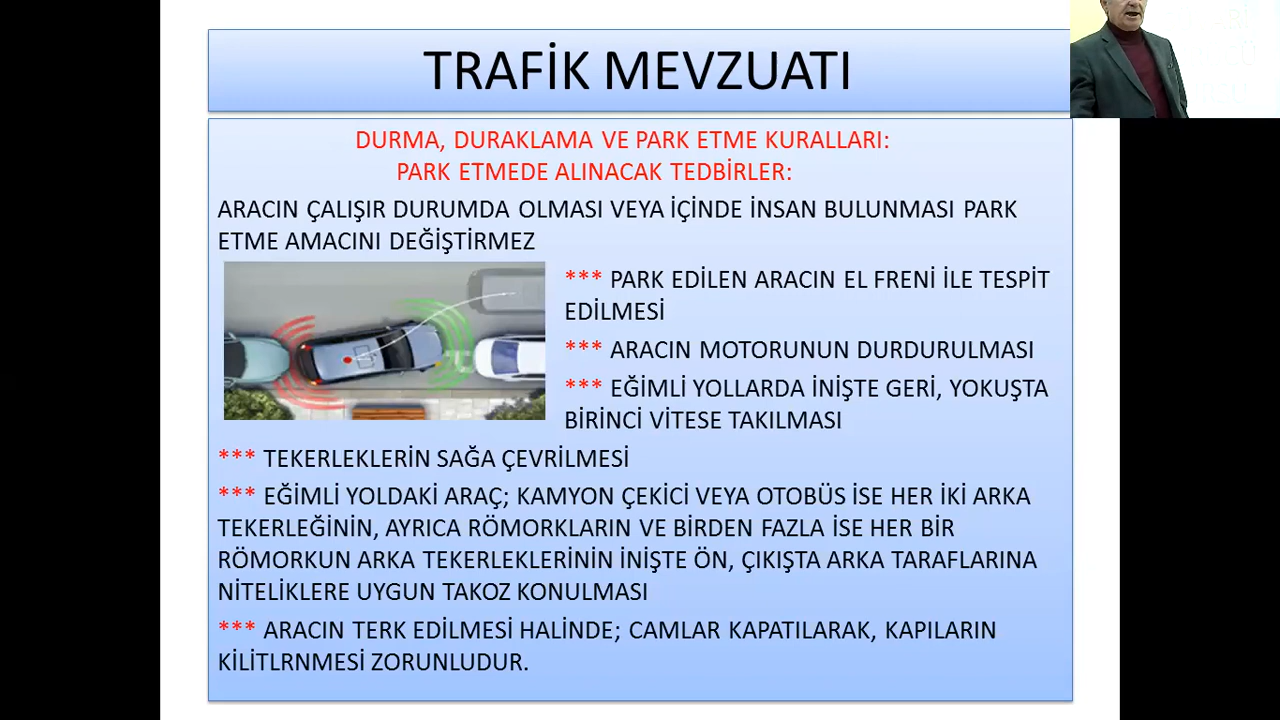 TRAFİK MEVZUATI
DURMA, DURAKLAMA VE PARK ETME KURALLARI:
PARK ETMEDE ALINACAK TEDBİRLER:
ARACIN ÇALIŞIR DURUMDA OLMASI VEYA İÇİNDE İNSAN BULUNMASI PARK
ETME AMACINI DEĞİŞTİRMEZ
*** PARK EDİLEN ARACIN EL FRENİ İLE TESPİT
EDİLMESİ
*** ARACIN MOTORUNUN DURDURULMASI
*** EĞİMLİ YOLLARDA İNİŞTE GERİ, YOKUŞTA
BİRİNCİ VİTESE TAKILMASI
*** TEKERLEKLERİN SAĞA ÇEVRİLMESİ
*** EĞİMLİ YOLDAKİ ARAÇ; KAMYON ÇEKİCİ VEYA OTOBÜS İSE HER İKİ ARKA
TEKERLEĞİNİN, AYRICA RÖMORKLARIN VE BİRDEN FAZLA İSE HER BİR
RÖMORKUN ARKA TEKERLEKLERİNİN İNİŞTE ÖN, ÇIKIŞTA ARKA TARAFLARINA
NİTELİKLERE UYGUN TAKOZ KONULMASI
*** ARACIN TERK EDİLMESİ HALİNDE; CAMLAR KAPATILARAK, KAPILARIN
KİLİTLRNMESİ ZORUNLUDUR.